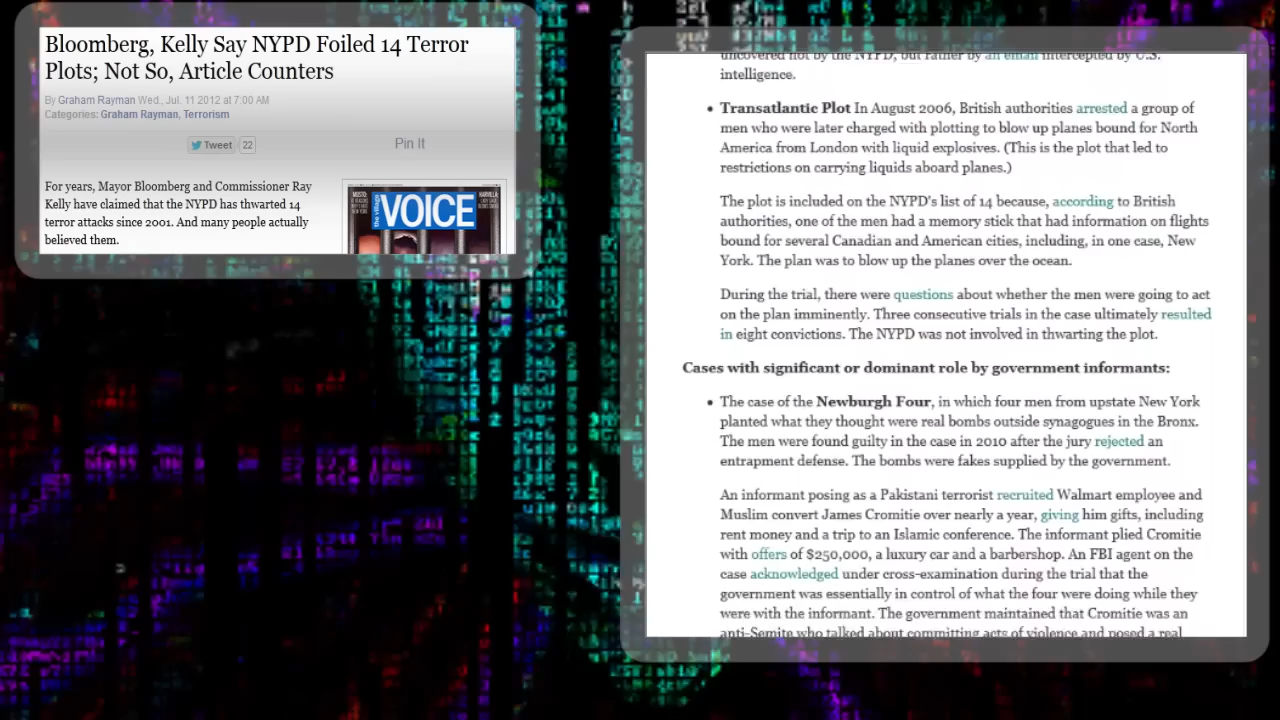 Bloomberg, Kelly Say NYPD Foiled 14 Terror
Plots; Not So, Article Counters
By Graham Rayman Wed., Jul. 11 2012 at 7:00 AM
Categories: Graham Rayman, Terrorism
Tweet 22
Pin It
For years, Mayor Bloomberg and Commissioner Ray
Kelly have claimed that the NYPD has thwarted 14
terror attacks since 2001. And many people actually
believed them.
the village VOICE
uncovered not by the NYPD, but rather by an email intercepted by U.S.
intelligence.
• Transatlantic Plot In August 2006, British authorities arrested a group of
men who were later charged with plotting to blow up planes bound for North
America from London with liquid explosives. (This is the plot that led to
restrictions on carrying liquids aboard planes.)
The plot is included on the NYPD's list of 14 because, according to British
authorities, one of the men had a memory stick that had information on flights
bound for several Canadian and American cities, including, in one case, New
York. The plan was to blow up the planes over the ocean.
During the trial, there were questions about whether the men were going to act
on the plan imminently. Three consecutive trials in the case ultimately resulted
in eight convictions. The NYPD was not involved in thwarting the plot.
Cases with significant or dominant role by government informants:
• The case of the Newburgh Four, in which four men from upstate New York
planted what they thought were real bombs outside synagogues in the Bronx.
The men were found guilty in the case in 2010 after the jury rejected an
entrapment defense. The bombs were fakes supplied by the government.
An informant posing as a Pakistani terrorist recruited Walmart employee and
Muslim convert James Cromitie over nearly a year, giving him gifts, including
rent money and a trip to an Islamic conference. The informant plied Cromitie
with offers of $250,000, a luxury car and a barbershop. An FBI agent on the
case acknowledged under cross-examination during the trial that the
government was essentially in control of what the four were doing while they
were with the informant. The government maintained that Cromitie was an
anti-Semite who talked about committing acts of violence and posed a real